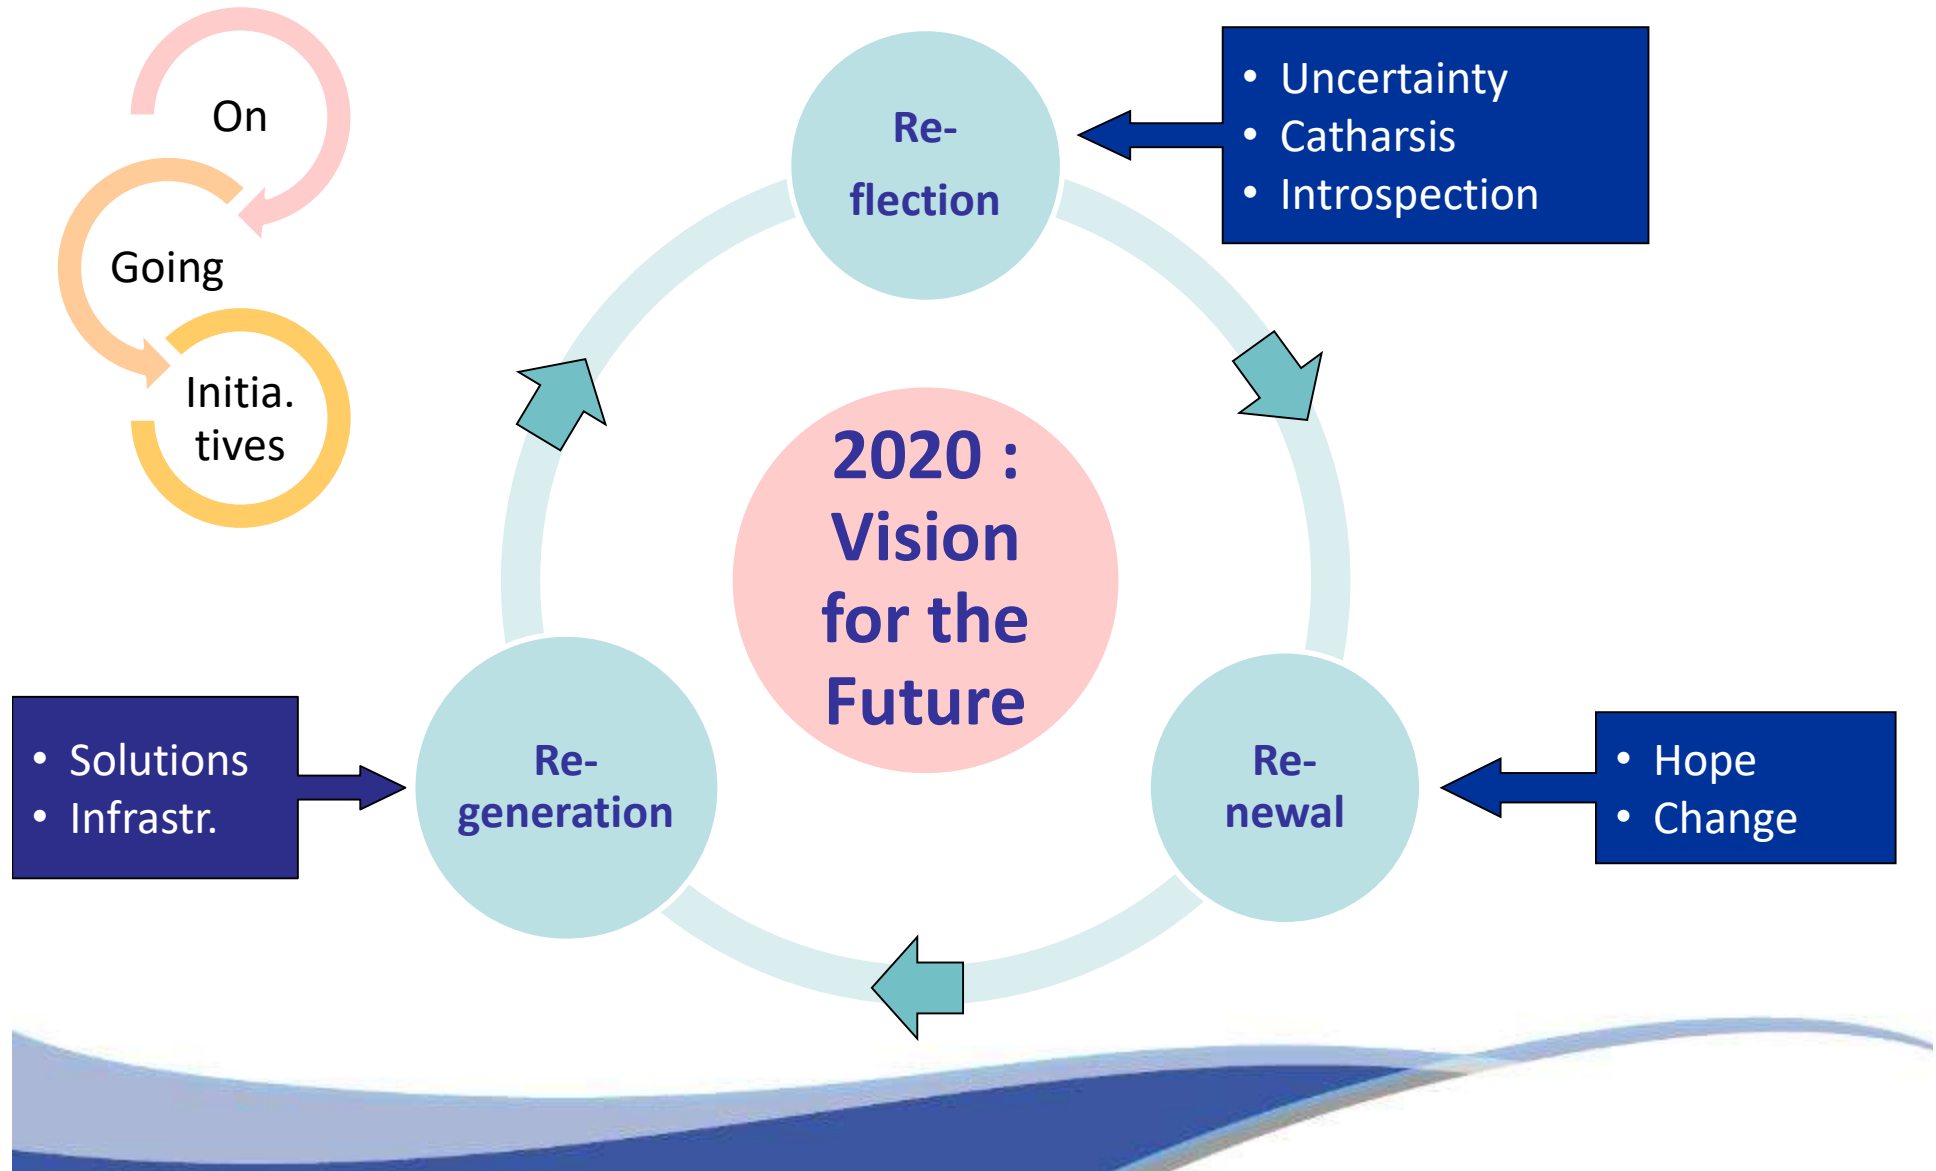 On
Going
Initia.
tives
Re-
flection
• Uncertainty
• Catharsis
• Introspection
2020 :
Vision
for the
Future
• Solutions
• Infrastr.
Re-
generation
Re-
newal
• Hope
• Change